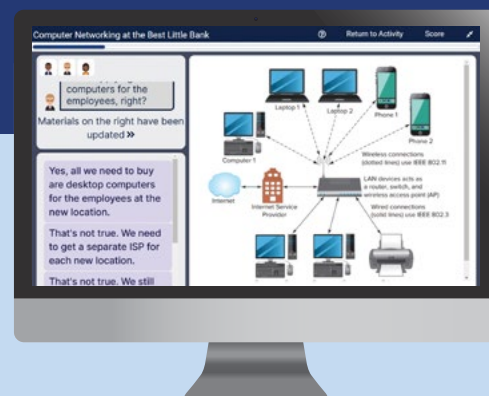 Computer Networking at the Best Little Bank
Return to Activity
Score
computers for the
employees, right?
Materials on the right have been
updated »
Yes, all we need to buy
are desktop computers
for the employees at the
new location.
That's not true. We need
to get a separate ISP for
each new location.
That's not true. We still
Laptop 1
Laptop 2
Phone 1
Phone 2
Computer 1
Wireless connections
(dotted lines) use IEEE 802.11
LAN devices acts as
a router, switch, and
wireless access point (AP)
Internet
Internet Service
Provider
Wired connections
(solid lines) use IEEE 802.3